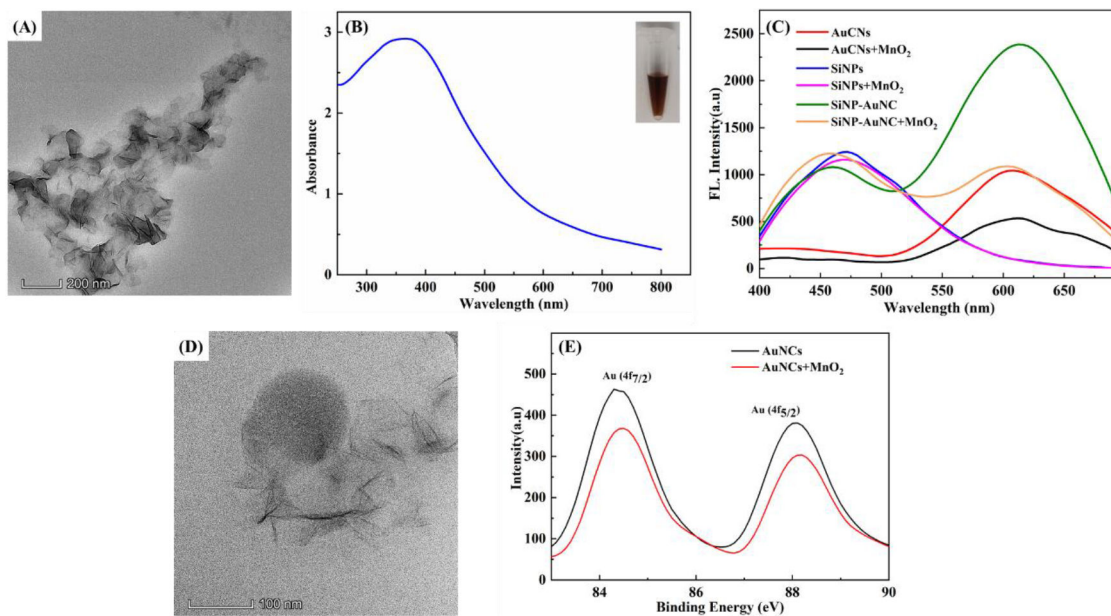 (A)
200 nm
(B)
3
2
1
0
Absorbance
300 400 500 600 700 800
Wavelength (nm)
(C)
AuCNs
AuCNs+MnO₂
SiNPs
SiNPs+MnO₂
SiNP-AuNC
SiNP-AuNC+MnO₂
2500
2250
1500
1250
1000
500
0
FL. Intensity(a.u)
400 450 500 550 600 650
Wavelength (nm)
(D)
100 nm
(E)
AuNCs
AuNCs+MnO₂
Au (4f7/2)
Au (4f5/2)
500
400
300
200
100
0
Intensity(a.u)
84 86 88 90
Binding Energy (eV)